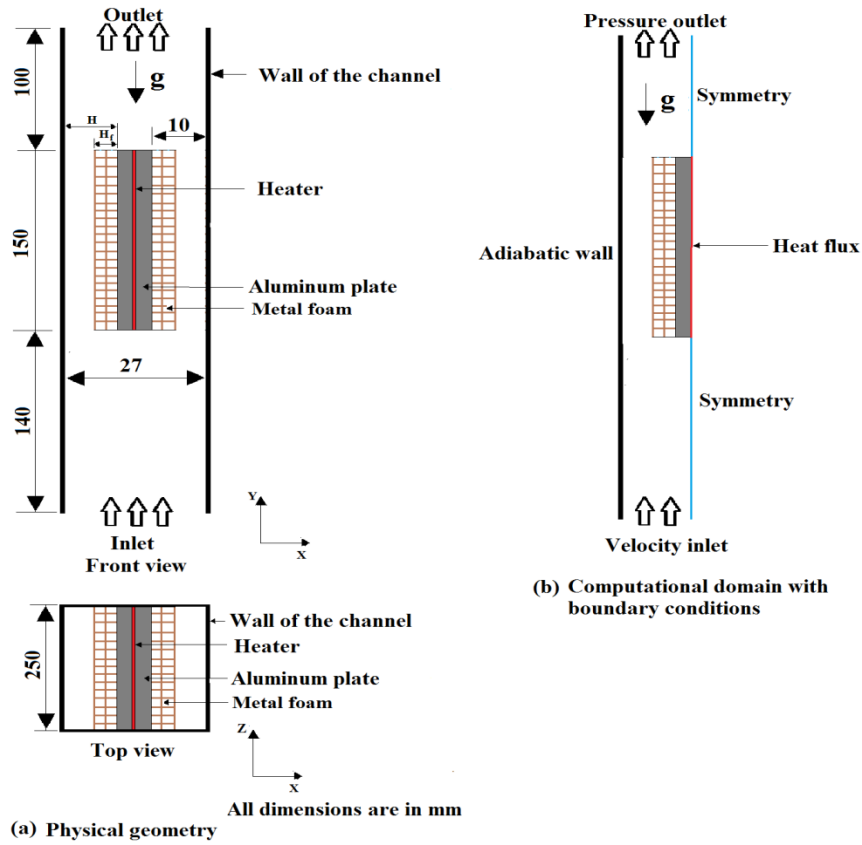 Outlet
g
Wall of the channel
100
H
10
Hf
Heater
150
Aluminum plate
Metal foam
27
140
Inlet
Front view
Y
X
Wall of the channel
Heater
250
Aluminum plate
Metal foam
Top view
Z
X
All dimensions are in mm
(a) Physical geometry
Pressure outlet
g
Symmetry
Adiabatic wall
Heat flux
Symmetry
Velocity inlet
(b) Computational domain with
boundary conditions